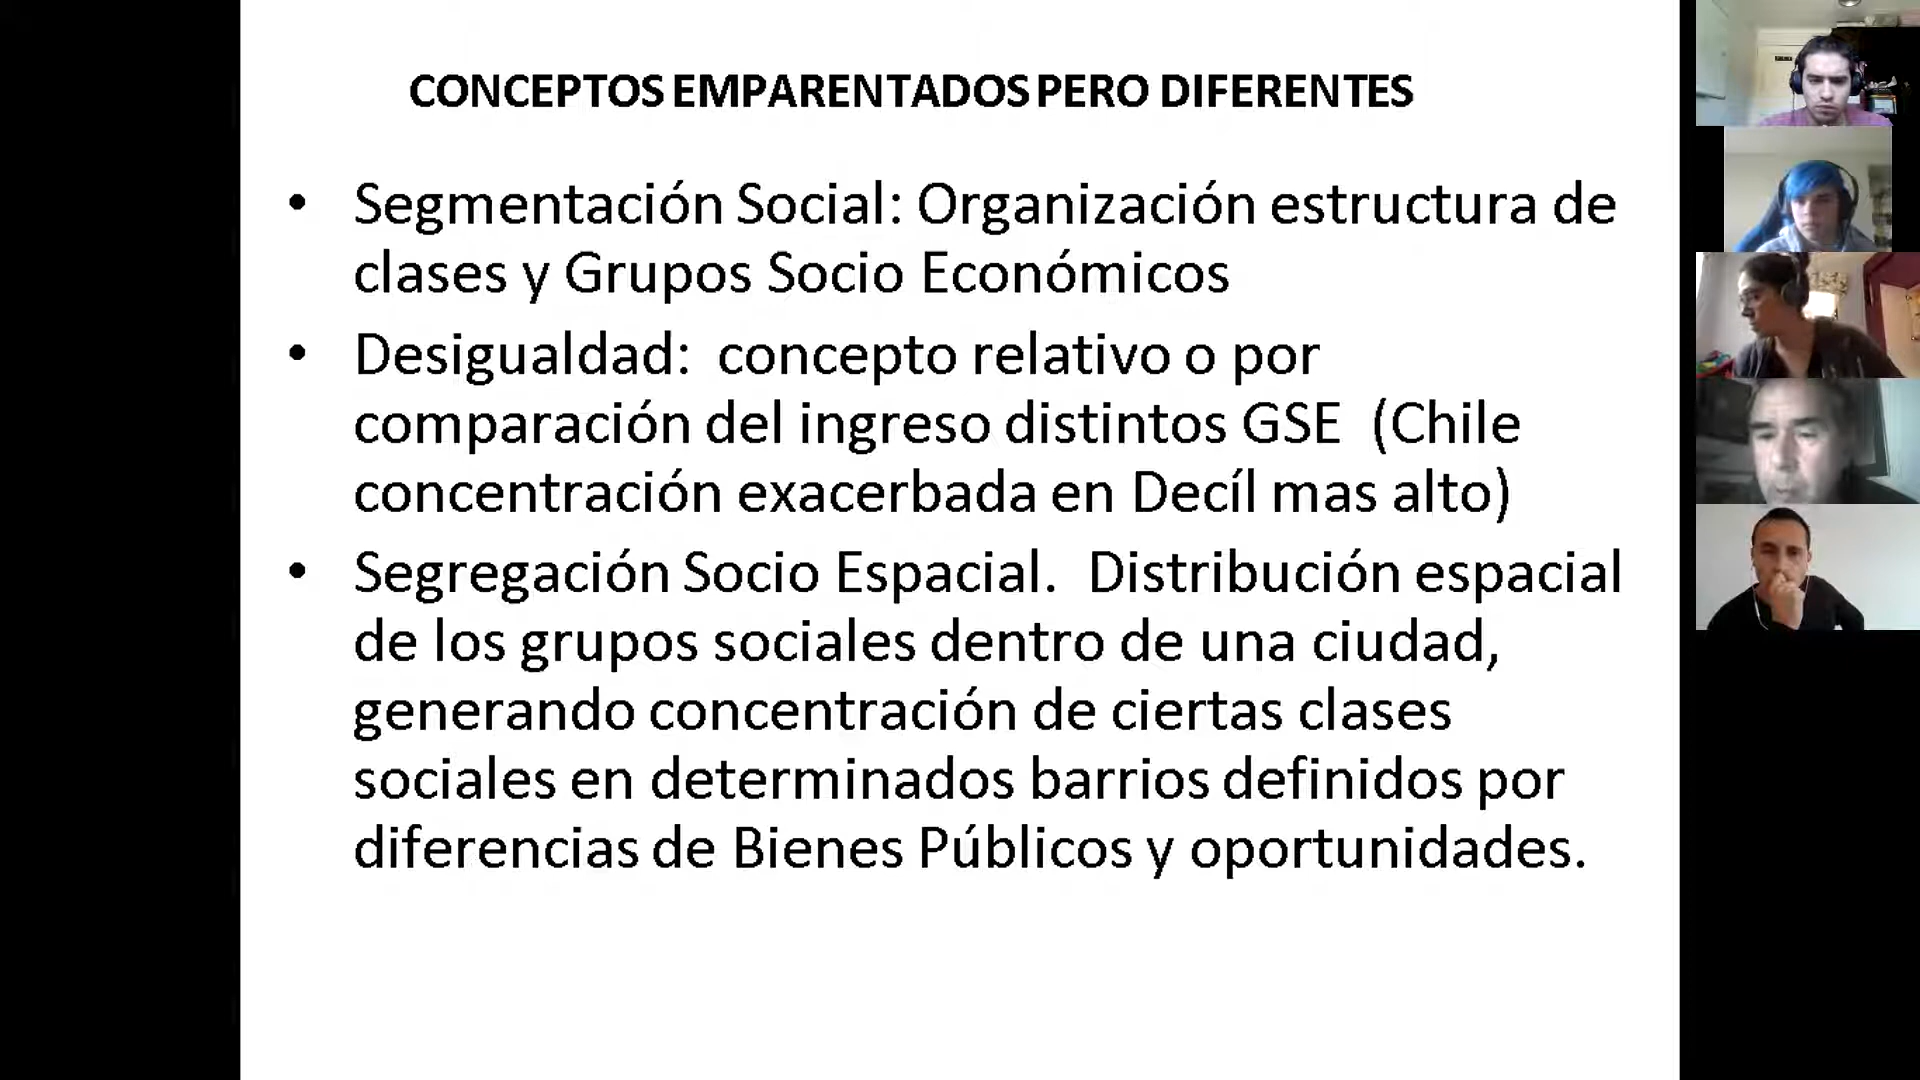 CONCEPTOS EMPARENTADOS PERO DIFERENTES
• Segmentación Social: Organización estructura de
clases y Grupos Socio Económicos
• Desigualdad: concepto relativo o por
comparación del ingreso distintos GSE (Chile
concentración exacerbada en Decíl mas alto)
• Segregación Socio Espacial. Distribución espacial
de los grupos sociales dentro de una ciudad,
generando concentración de ciertas clases
sociales en determinados barrios definidos por
diferencias de Bienes Públicos y oportunidades.